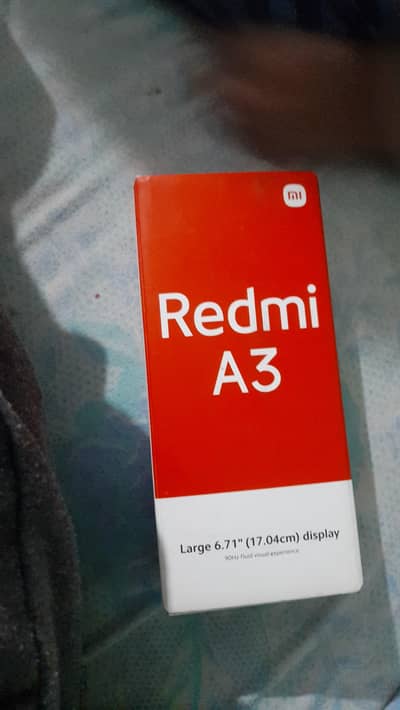 mi
Redmi
A3
Large 6.71" (17.04cm) display
90Hz fluid visual experience